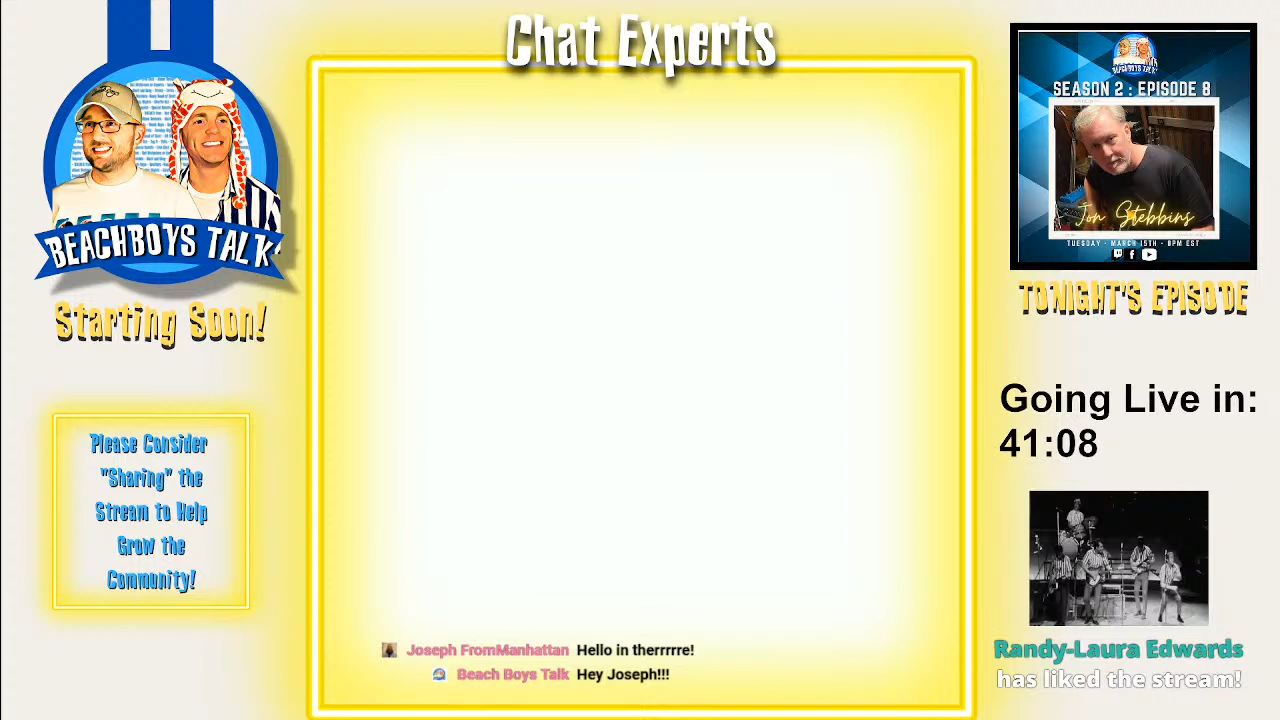 Chat Experts
BEACHBOYS TALK
Starting Soon!
Please Consider
"Sharing" the
Stream to Help
Grow the
Community!
Joseph FromManhattan Hello in therrrrre!
Beach Boys Talk Hey Joseph!!!
BEACHBOYS TALK
SEASON 2 : EPISODE 8
Jon Stebbins
TUESDAY - MARCH 15TH - 8PM EST
TONIGHT'S EPISODE
Going Live in:
41:08
Randy-Laura Edwards
has liked the stream!